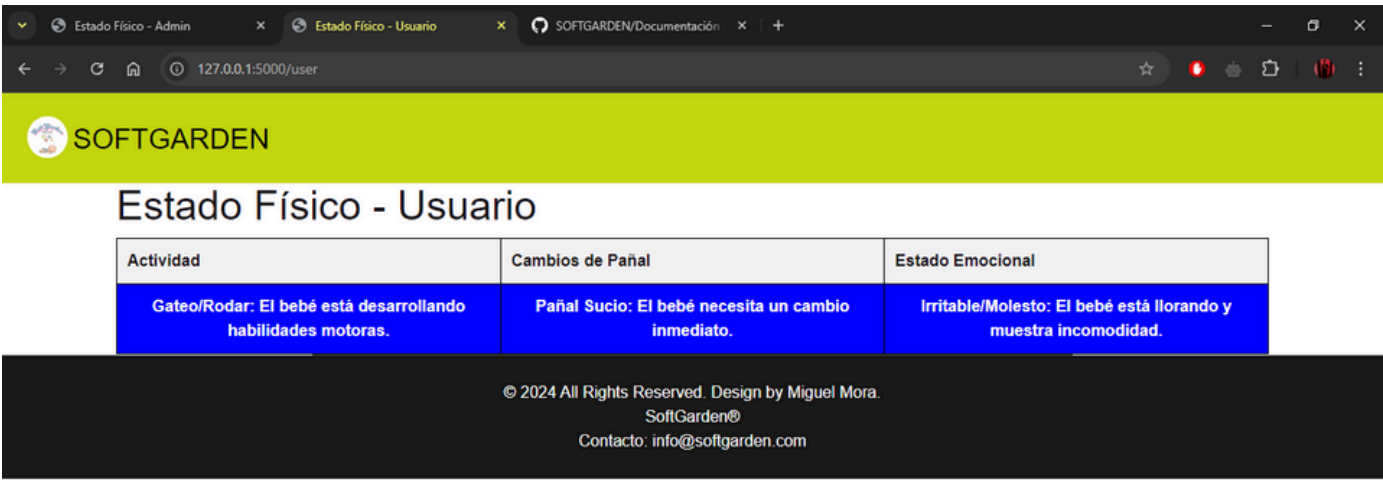 Estado Físico - Admin
Estado Físico - Usuario
SOFTGARDEN/Documentación
127.0.0.1:5000/user
SOFTGARDEN
Estado Físico - Usuario
Actividad
Cambios de Pañal
Estado Emocional
Gateo/Rodar: El bebé está desarrollando
habilidades motoras.
Pañal Sucio: El bebé necesita un cambio
inmediato.
Irritable/Molesto: El bebé está llorando y
muestra incomodidad.
© 2024 All Rights Reserved. Design by Miguel Mora.
SoftGarden®
Contacto: info@softgarden.com